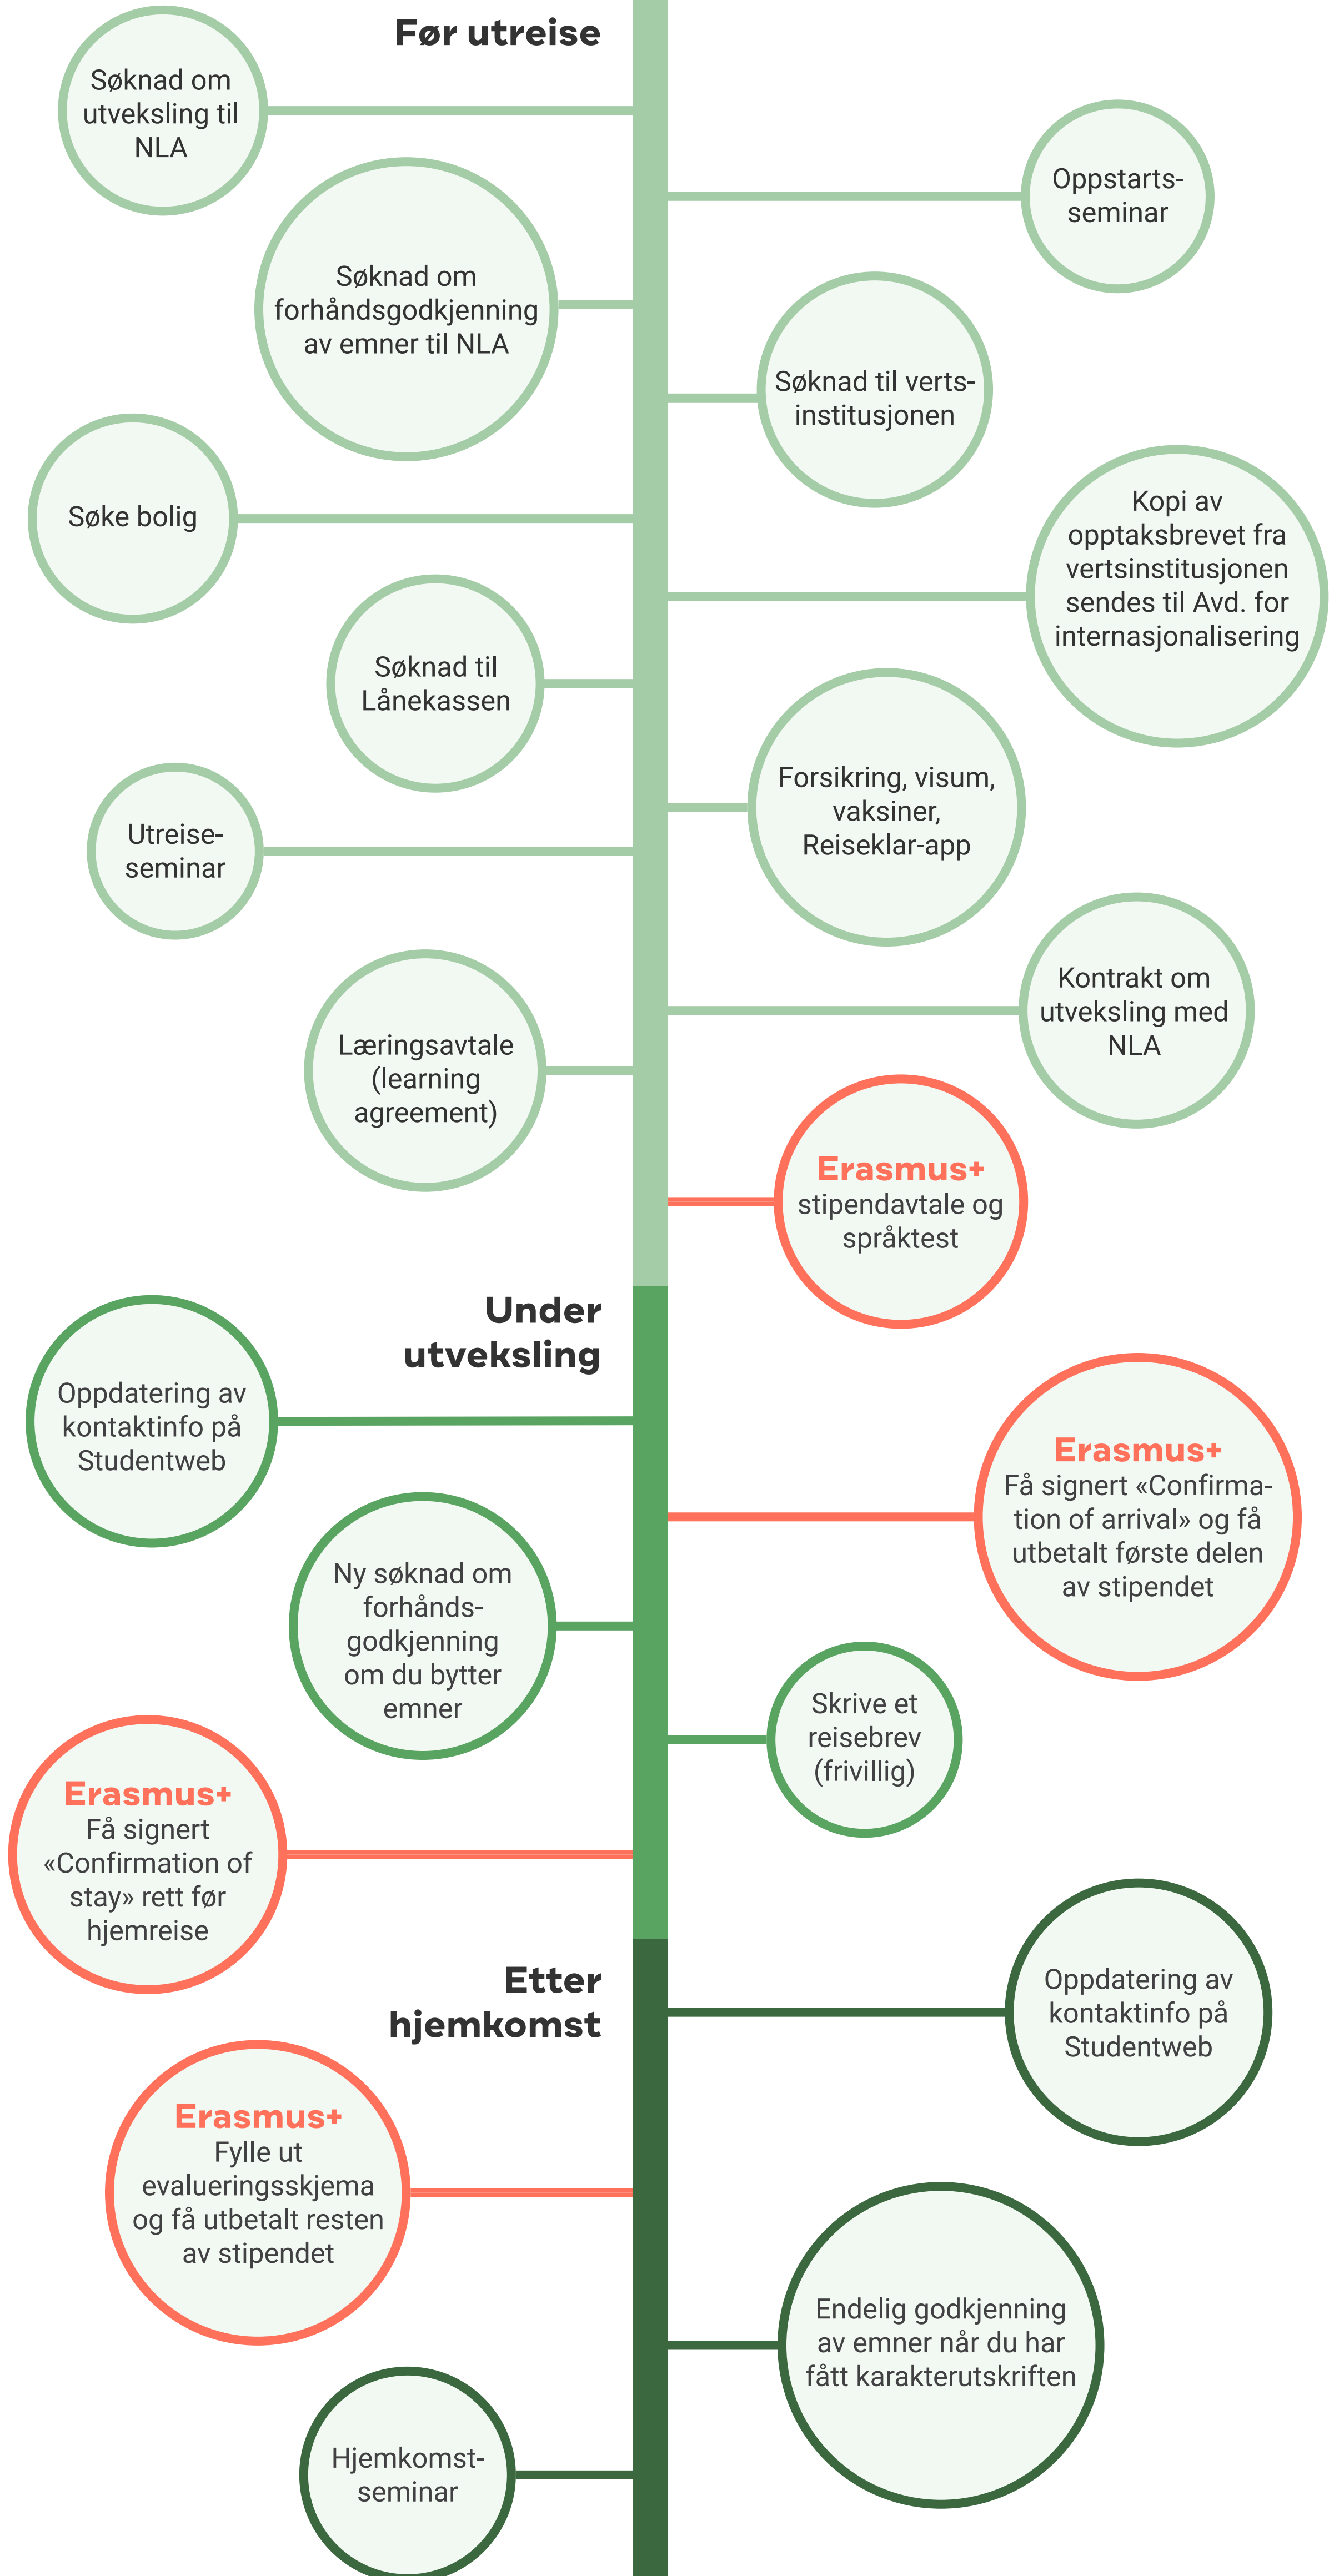 Før utreise
Søknad om
utveksling til
NLA
Oppstarts-
seminar
Søknad om
forhåndsgodkjenning
av emner til NLA
Søknad til verts-
institusjonen
Søke bolig
Kopi av
opptaksbrevet fra
vertsinstitusjonen
sendes til Avd. for
internasjonalisering
Søknad til
Lånekassen
Forsikring, visum,
vaksiner,
Reiseklar-app
Utreise-
seminar
Kontrakt om
utveksling med
NLA
Læringsavtale
(learning
agreement)
Erasmus+
stipendavtale og
språktest
Under
utveksling
Oppdatering av
kontaktinfo på
Studentweb
Erasmus+
Få signert «Confirma-
tion of arrival» og få
utbetalt første delen
av stipendet
Ny søknad om
forhånds-
godkjenning
om du bytter
emner
Skrive et
reisebrev
(frivillig)
Erasmus+
Få signert
«Confirmation of
stay» rett før
hjemreise
Etter
hjemkomst
Oppdatering av
kontaktinfo på
Studentweb
Erasmus+
Fylle ut
evalueringsskjema
og få utbetalt resten
av stipendet
Endelig godkjenning
av emner når du har
fått karakterutskriften
Hjemkomst-
seminar